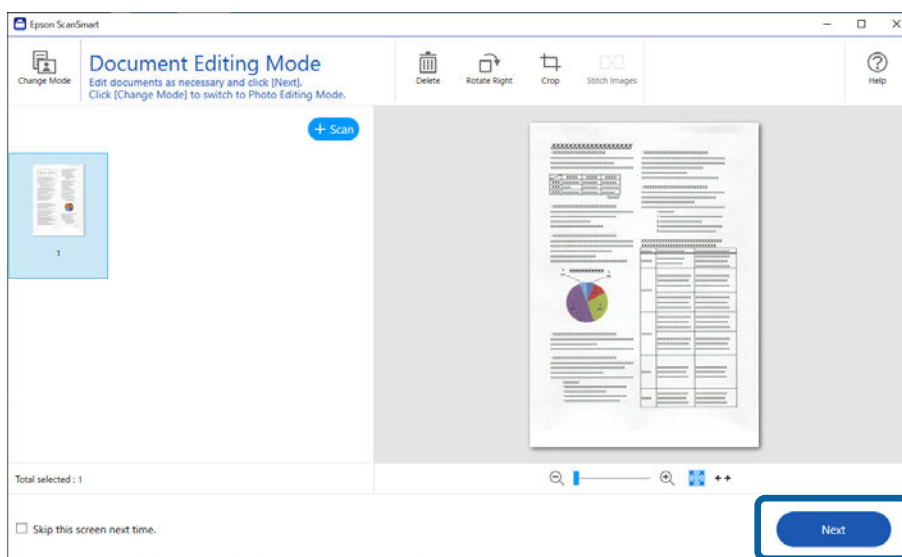 Epson ScanSmart
Change Mode
Document Editing Mode
Edit documents as necessary and click [Next].
Click [Change Mode] to switch to Photo Editing Mode.
Delete
Rotate Right
Crop
Stitch Images
Help
+ Scan
1
Total selected : 1
Skip this screen next time.
Next